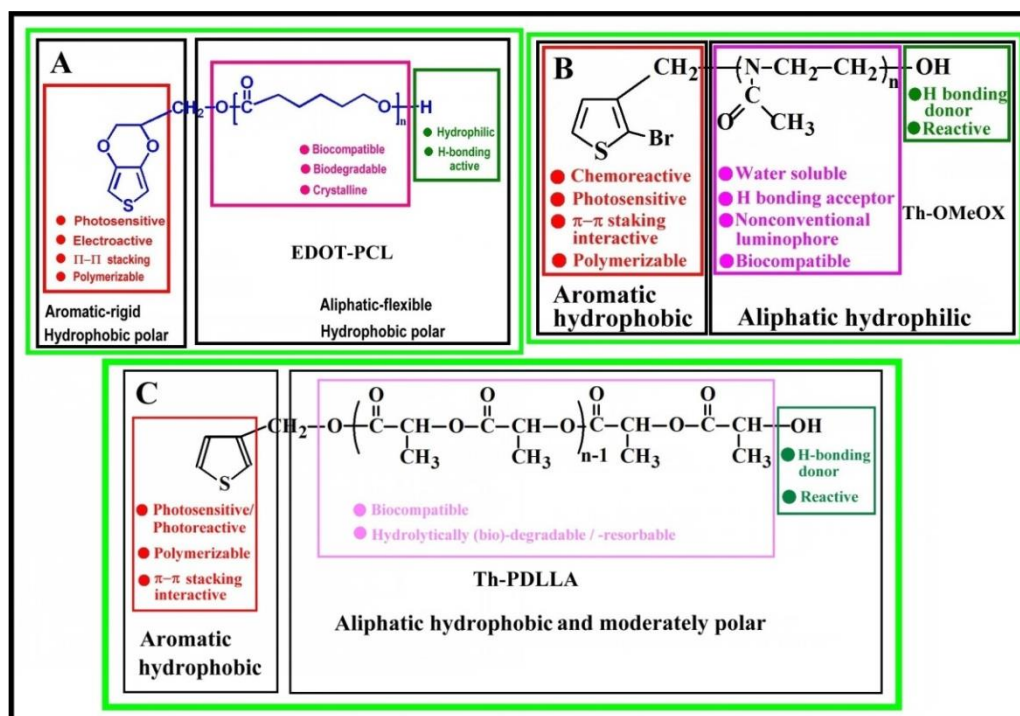 A
CH2—O
O
C
O
H
n
O
O
S
Biocompatible
Biodegradable
Crystalline
Hydrophilic
H-bonding
active
Photosensitive
Electroactive
Π–Π stacking
Polymerizable
EDOT-PCL
Aromatic-rigid
Hydrophobic polar
Aliphatic-flexible
Hydrophobic polar
B
CH2
(N—CH2—CH2)n
OH
C
O
CH3
S
Br
H bonding
donor
Reactive
Chemoreactive
Photosensitive
π–π staking
interactive
Polymerizable
Water soluble
H bonding acceptor
Nonconventional
luminophore
Biocompatible
Th-OMeOX
Aromatic
hydrophobic
Aliphatic hydrophilic
C
O O O O
CH2—O—(C—CH—O—C—CH—O)n-1 C—CH—O—C—CH—OH
CH3 CH3 CH3 CH3
S
H-bonding
donor
Reactive
Photosensitive/
Photoreactive
Polymerizable
π–π stacking
interactive
Biocompatible
Hydrolytically (bio)-degradable / -resorbable
Th-PDLLA
Aromatic
hydrophobic
Aliphatic hydrophobic and moderately polar